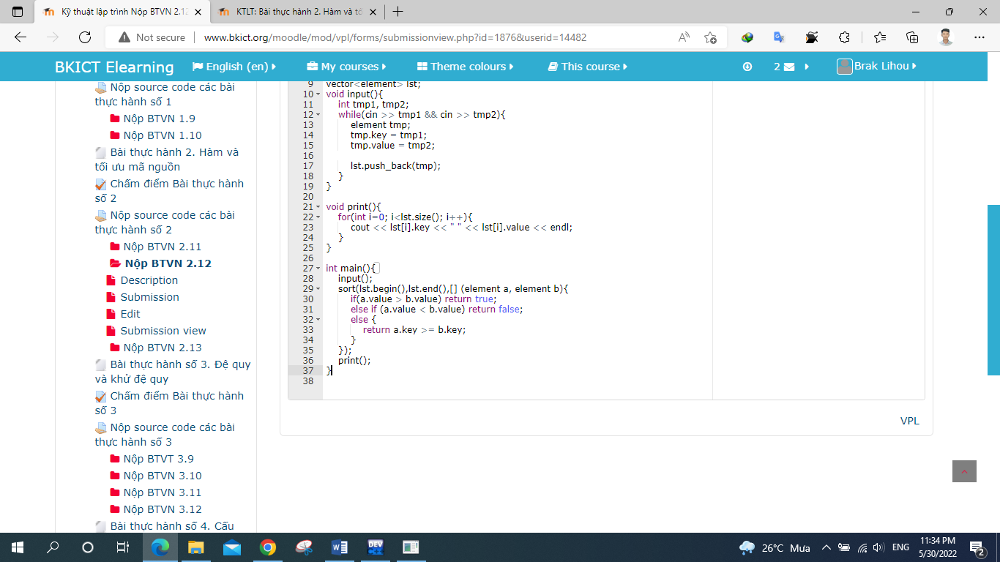 Kỹ thuật lập trình Nộp BTVN 2.12
KTLT: Bài thực hành 2. Hàm và tố
Not secure
www.bkict.org/moodle/mod/vpl/forms/submissionview.php?id=1876&userid=14482
BKICT Elearning
English (en)
My courses
Theme colours
This course
2
Brak Lihou
Nộp source code các bài
thực hành số 1
Nộp BTVN 1.9
Nộp BTVN 1.10
Bài thực hành 2. Hàm và
tối ưu mã nguồn
Chấm điểm Bài thực hành
số 2
Nộp source code các bài
thực hành số 2
Nộp BTVN 2.11
Nộp BTVN 2.12
Description
Submission
Edit
Submission view
Nộp BTVN 2.13
Bài thực hành số 3. Đệ quy
và khử đệ quy
Chấm điểm Bài thực hành
số 3
Nộp source code các bài
thực hành số 3
Nộp BTVT 3.9
Nộp BTVN 3.10
Nộp BTVN 3.11
Nộp BTVN 3.12
Bài thực hành số 4. Cấu
9 vector<element> lst;
10 void input(){
11 int tmp1, tmp2;
12 while(cin >> tmp1 && cin >> tmp2){
13 element tmp;
14 tmp.key = tmp1;
15 tmp.value = tmp2;
16
17 lst.push_back(tmp);
18 }
19 }
20
21 void print(){
22 for(int i=0; i<lst.size(); i++){
23 cout << lst[i].key << " " << lst[i].value << endl;
24 }
25 }
26
27 int main(){
28 input();
29 sort(lst.begin(),lst.end(),[] (element a, element b){
30 if(a.value > b.value) return true;
31 else if (a.value < b.value) return false;
32 else {
33 return a.key >= b.key;
34 }
35 });
36 print();
37 }
38
VPL
26°C Mưa
ENG
11:34 PM
5/30/2022
2